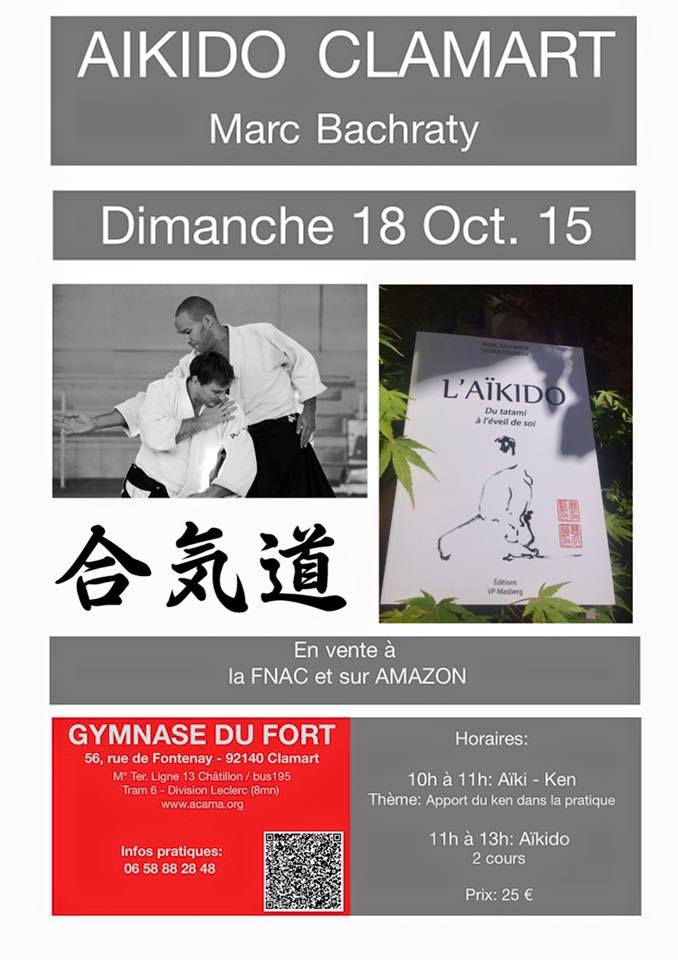 AIKIDO CLAMART
Marc Bachraty
Dimanche 18 Oct. 15
MARC BACHRATY
L'AÏKIDO
Du tatami
à l'éveil de soi
Éditions
VP-Masberg
合気道
En vente à
la FNAC et sur AMAZON
GYMNASE DU FORT
56, rue de Fontenay - 92140 Clamart
M° Ter. Ligne 13 Châtillon / bus195
Tram 6 - Division Leclerc (8mn)
www.acama.org
Infos pratiques:
06 58 88 28 48
Horaires:
10h à 11h: Aïki - Ken
Thème: Apport du ken dans la pratique
11h à 13h: Aïkido
2 cours
Prix: 25 €